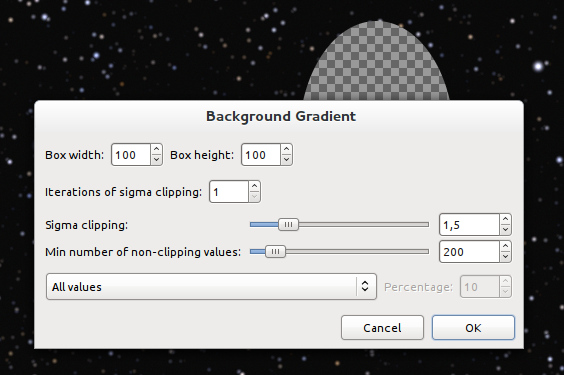 Background Gradient
Box width: 100 Box height: 100
Iterations of sigma clipping: 1
Sigma clipping: 1,5
Min number of non-clipping values: 200
All values Percentage: 10
Cancel OK